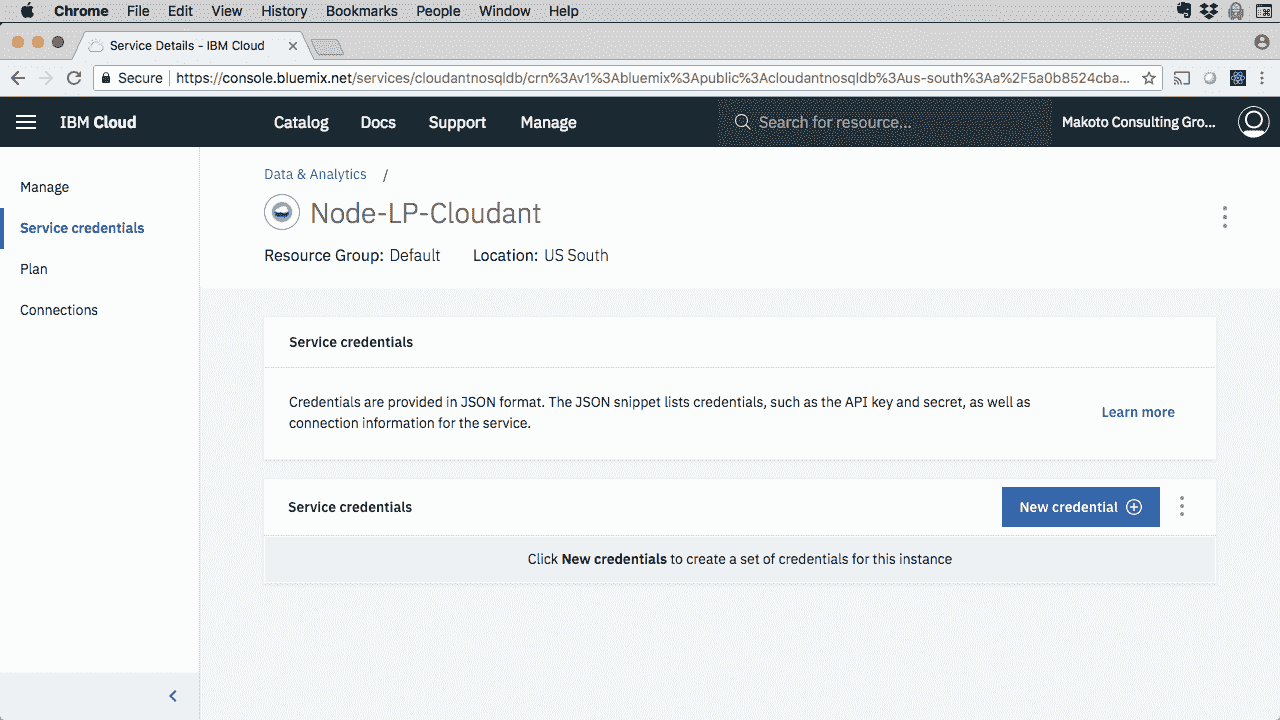 Chrome File Edit View History Bookmarks People Window Help
Service Details - IBM Cloud
Secure https://console.bluemix.net/services/cloudantnosqldb/crn%3Av1%3Abluemix%3Apublic%3Acloudantnosqldb%3Aus-south%3Aa%2F5a0b8524cba...
IBM Cloud Catalog Docs Support Manage Search for resource... Makoto Consulting Gro...
Manage
Service credentials
Plan
Connections
Data & Analytics /
Node-LP-Cloudant
Resource Group: Default Location: US South
Service credentials
Credentials are provided in JSON format. The JSON snippet lists credentials, such as the API key and secret, as well as
connection information for the service.
Learn more
Service credentials New credential
Click New credentials to create a set of credentials for this instance